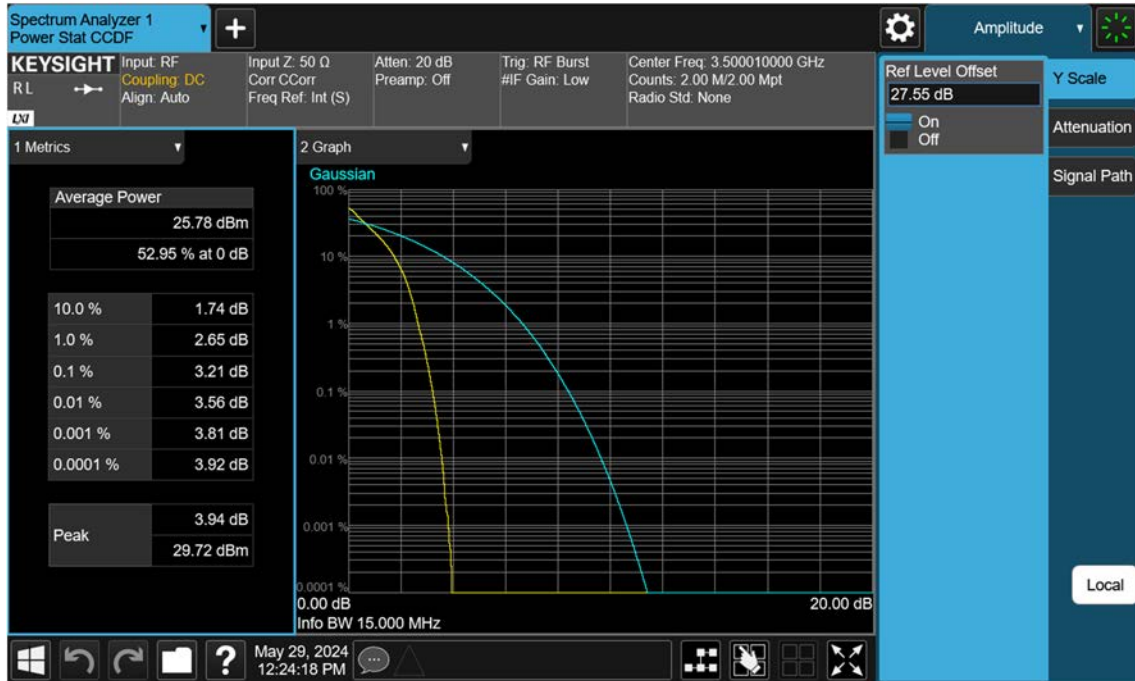 Spectrum Analyzer 1
Power Stat CCDF
+
Amplitude
KEYSIGHT
RL
LXI
Input: RF
Coupling: DC
Align: Auto
Input Z: 50 Ω
Corr CCorr
Freq Ref: Int (S)
Atten: 20 dB
Preamp: Off
Trig: RF Burst
#IF Gain: Low
Center Freq: 3.500010000 GHz
Counts: 2.00 M/2.00 Mpt
Radio Std: None
Ref Level Offset
27.55 dB
On
Off
Y Scale
Attenuation
Signal Path
1 Metrics
Average Power
25.78 dBm
52.95 % at 0 dB
10.0 % 1.74 dB
1.0 % 2.65 dB
0.1 % 3.21 dB
0.01 % 3.56 dB
0.001 % 3.81 dB
0.0001 % 3.92 dB
Peak
3.94 dB
29.72 dBm
2 Graph
Gaussian
100 %
10 %
1 %
0.1 %
0.01 %
0.001 %
0.0001 %
0.00 dB 20.00 dB
Info BW 15.000 MHz
Local
?
May 29, 2024
12:24:18 PM